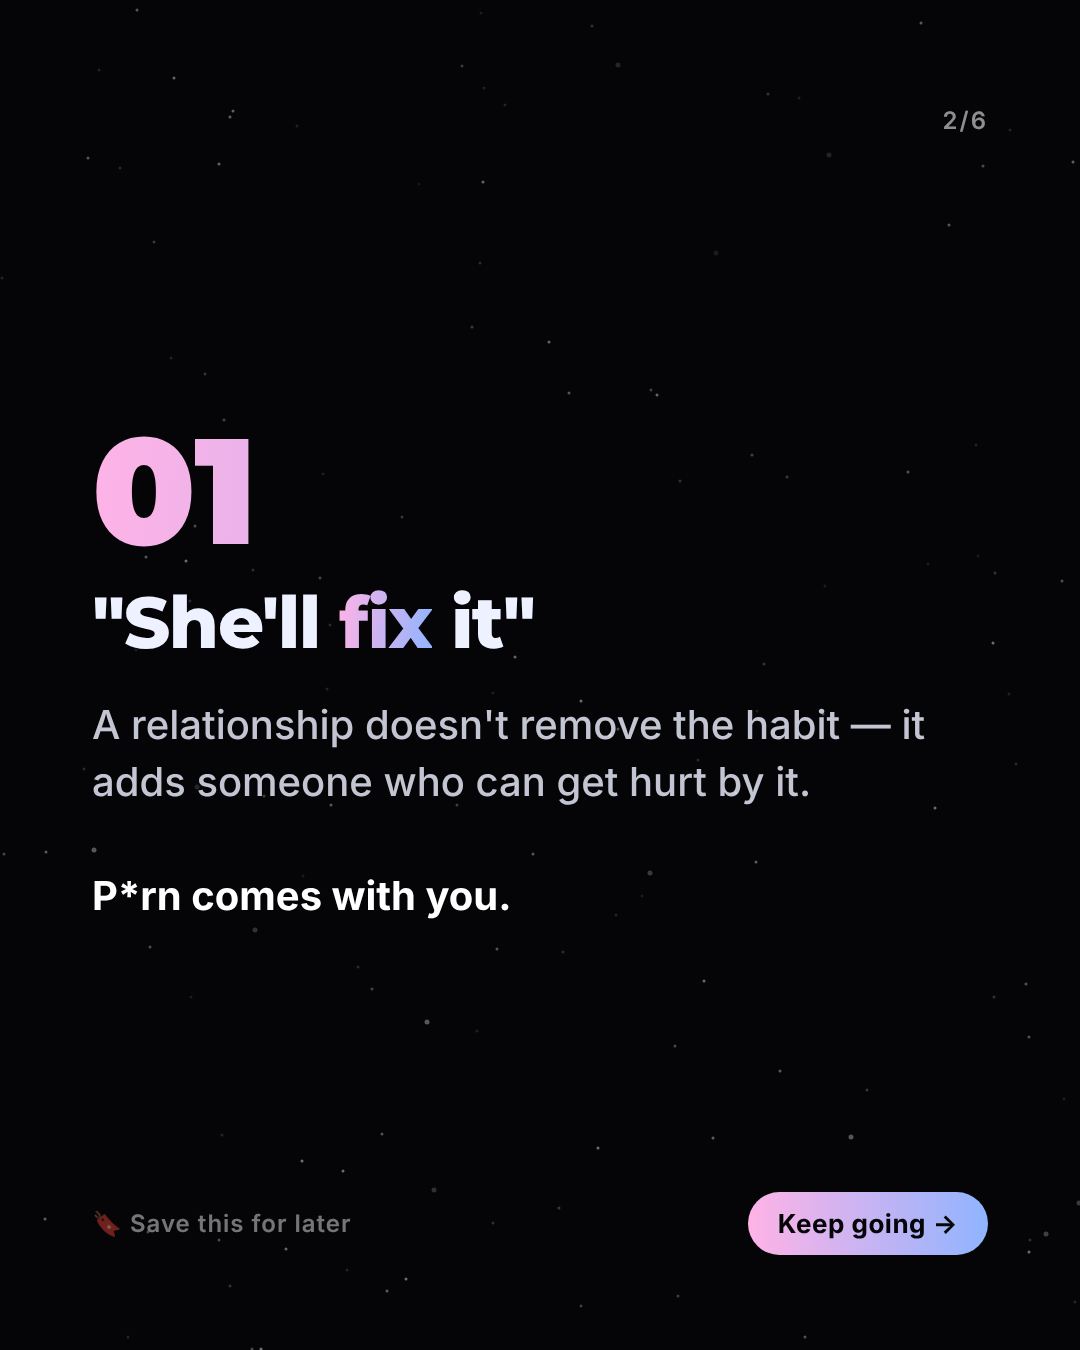 2/6
01
"She'll fix it"
A relationship doesn't remove the habit — it
adds someone who can get hurt by it.
P*rn comes with you.
🔖 Save this for later
Keep going →